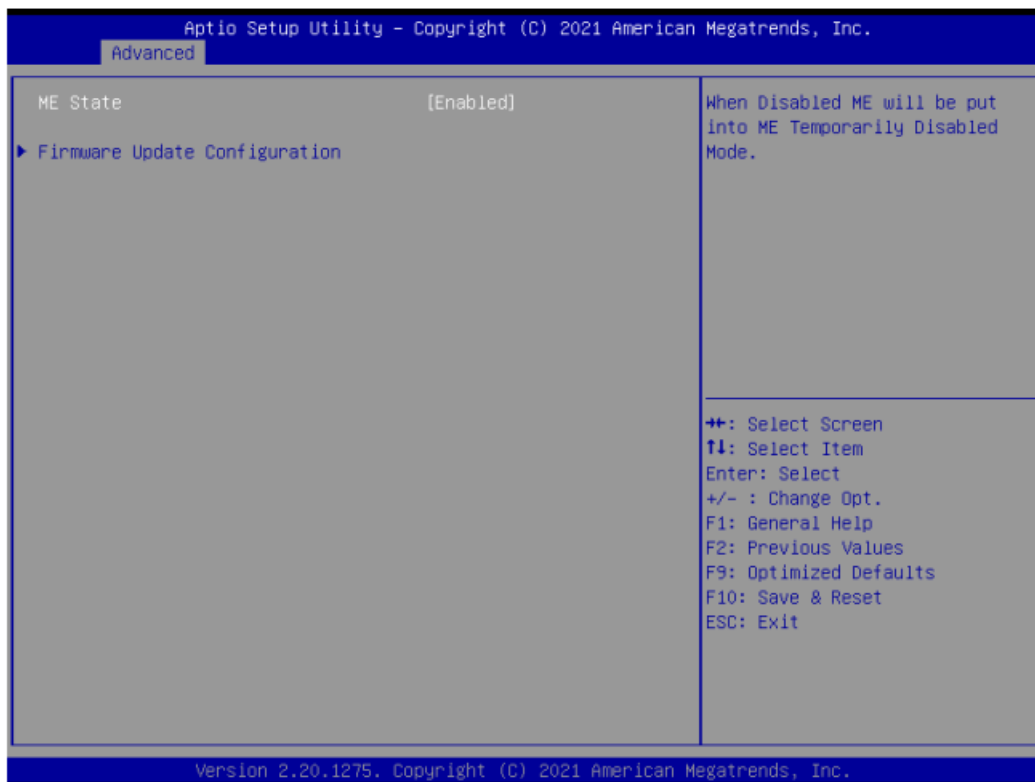 Aptio Setup Utility – Copyright (C) 2021 American Megatrends, Inc.
Advanced
ME State [Enabled]
▶ Firmware Update Configuration
When Disabled ME will be put
into ME Temporarily Disabled
Mode.
→←: Select Screen
↑↓: Select Item
Enter: Select
+/- : Change Opt.
F1: General Help
F2: Previous Values
F9: Optimized Defaults
F10: Save & Reset
ESC: Exit
Version 2.20.1275. Copyright (C) 2021 American Megatrends, Inc.